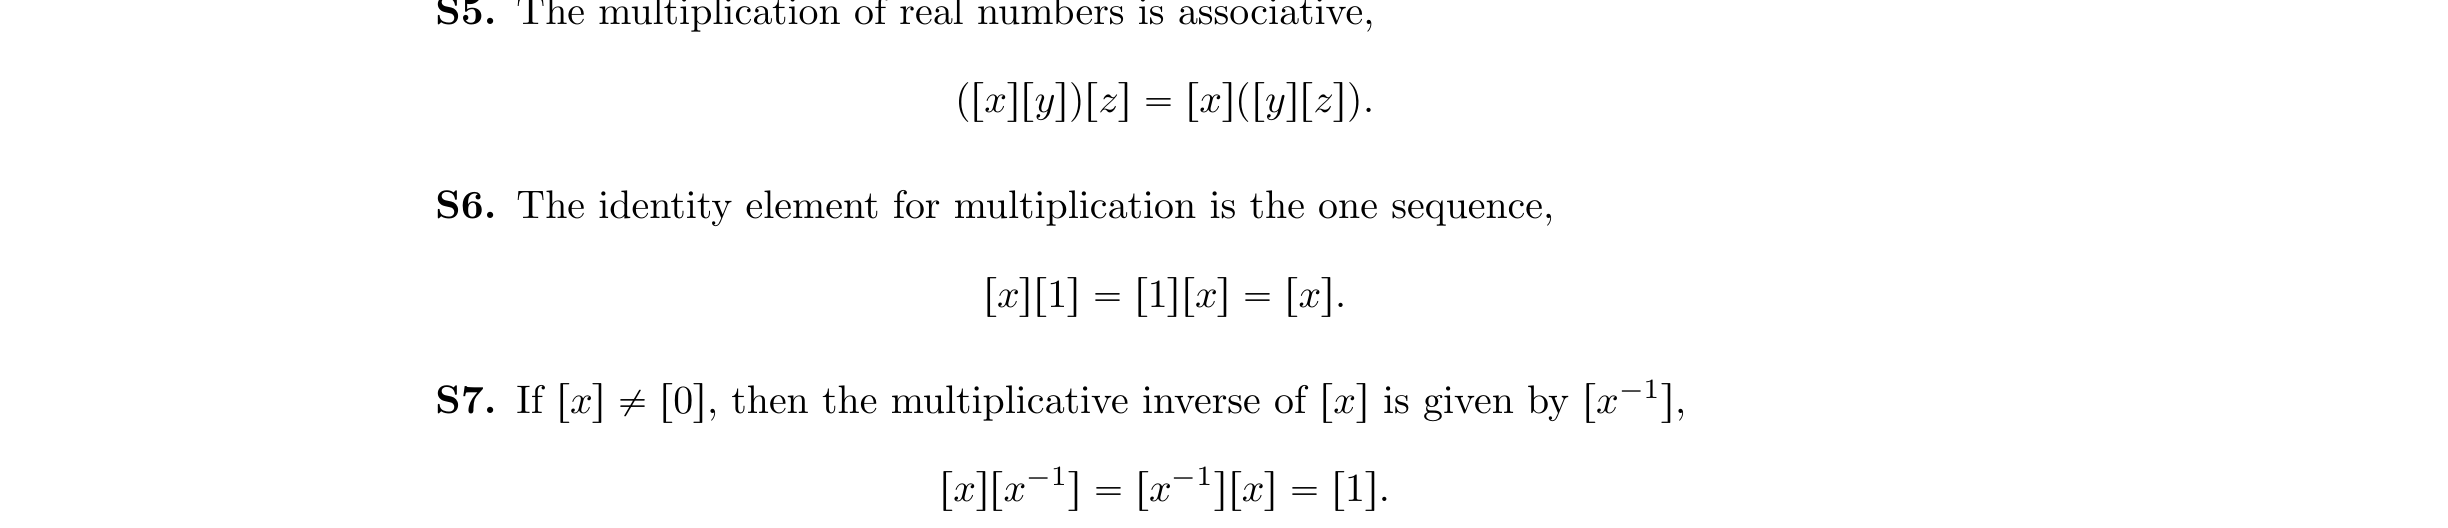 S5. The multiplication of real numbers is associative,
([x][y])[z] = [x]([y][z]).
S6. The identity element for multiplication is the one sequence,
[x][1] = [1][x] = [x].
S7. If [x] ≠ [0], then the multiplicative inverse of [x] is given by [x⁻¹],
[x][x⁻¹] = [x⁻¹][x] = [1].